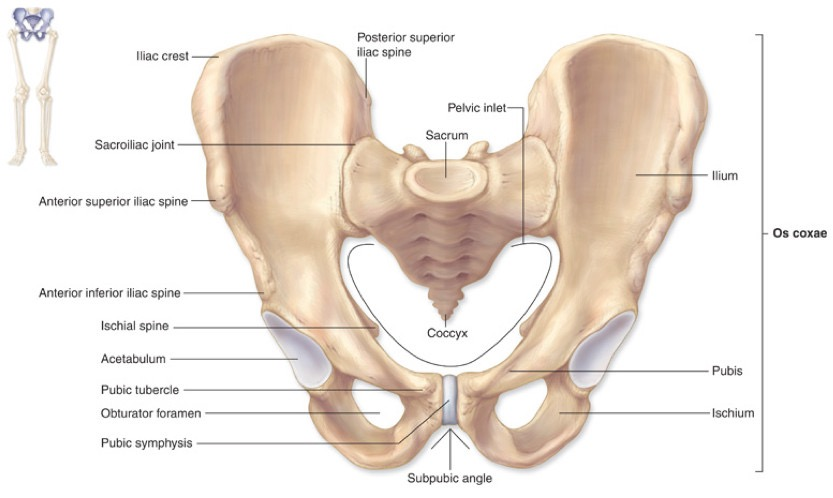 Posterior superior
iliac spine
Iliac crest
Pelvic inlet
Sacrum
Sacroiliac joint
Ilium
Anterior superior iliac spine
Os coxae
Anterior inferior iliac spine
Ischial spine
Coccyx
Acetabulum
Pubis
Pubic tubercle
Obturator foramen
Ischium
Pubic symphysis
Subpubic angle